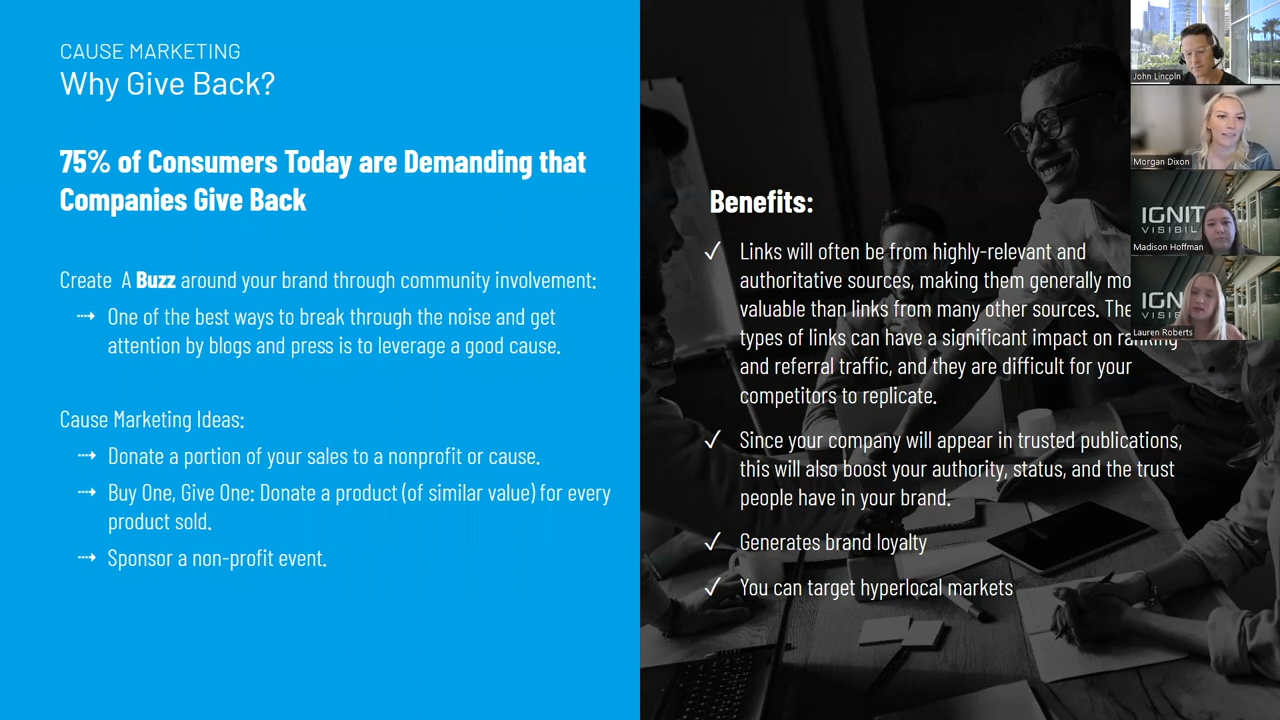 CAUSE MARKETING
Why Give Back?
75% of Consumers Today are Demanding that
Companies Give Back
Create A Buzz around your brand through community involvement:
One of the best ways to break through the noise and get
attention by blogs and press is to leverage a good cause.
Cause Marketing Ideas:
Donate a portion of your sales to a nonprofit or cause.
Buy One, Give One: Donate a product (of similar value) for every
product sold.
Sponsor a non-profit event.
Benefits:
Links will often be from highly-relevant and
authoritative sources, making them generally mo
valuable than links from many other sources. The
types of links can have a significant impact on ranking
and referral traffic, and they are difficult for your
competitors to replicate.
Since your company will appear in trusted publications,
this will also boost your authority, status, and the trust
people have in your brand.
Generates brand loyalty
You can target hyperlocal markets
John Lincoln
Morgan Dixon
IGNIT
VISIBIL
Madison Hoffman
IGN
VISIB
Lauren Roberts